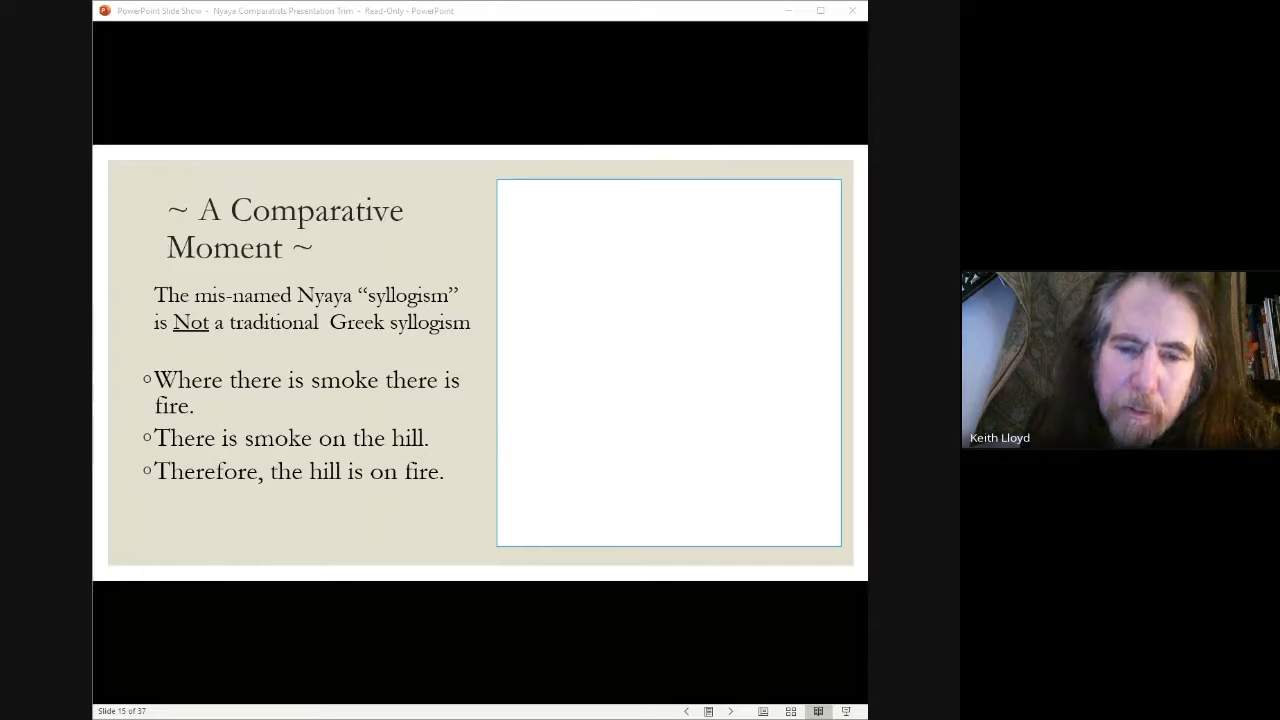 PowerPoint Slide Show - Nyaya Comparatists Presentation Trim - Read-Only - PowerPoint
~ A Comparative
Moment ~
The mis-named Nyaya “syllogism”
is Not a traditional Greek syllogism
Where there is smoke there is
fire.
There is smoke on the hill.
Therefore, the hill is on fire.
Keith Lloyd
Slide 15 of 37